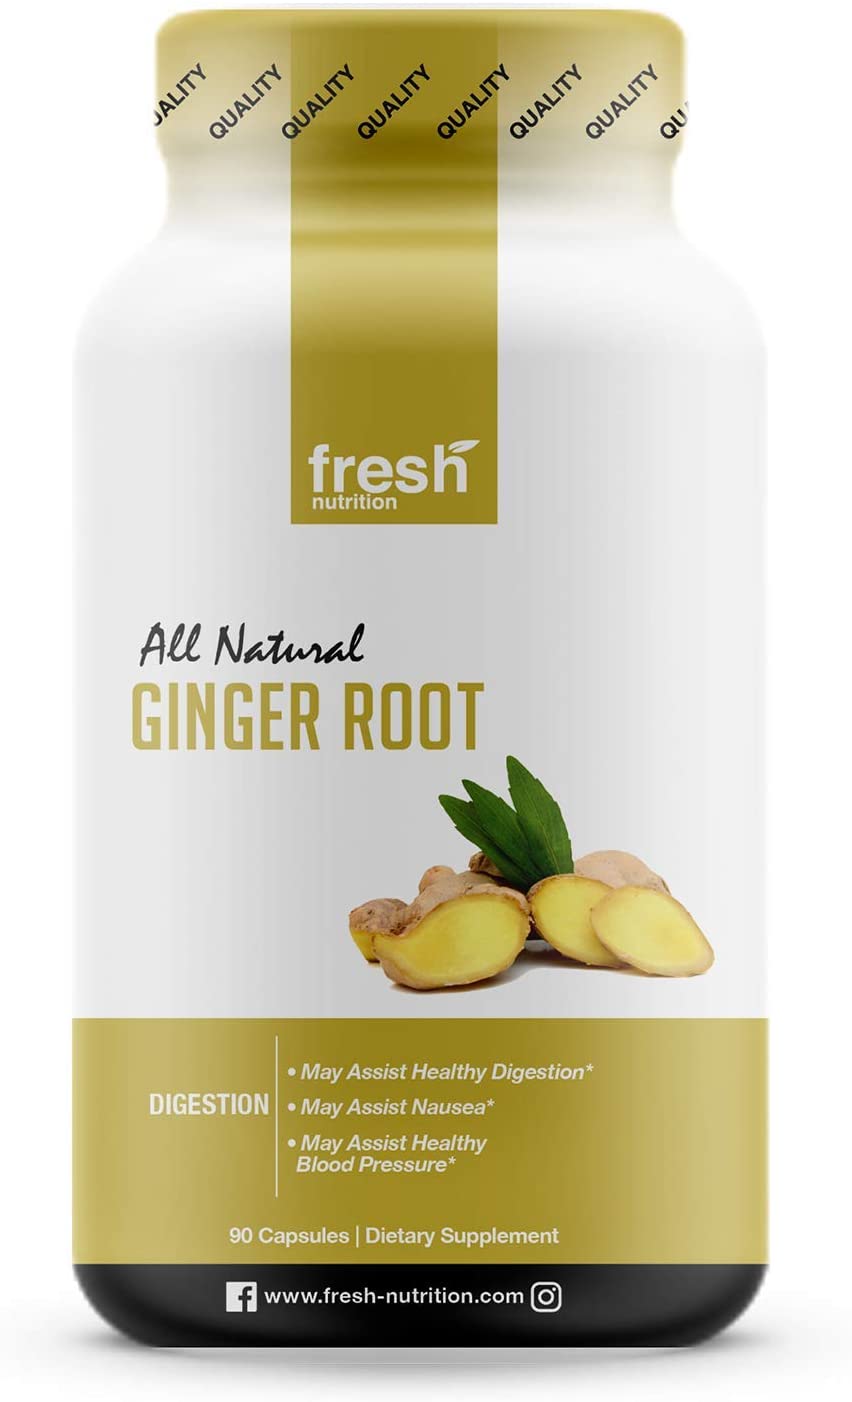 QUALITY QUALITY QUALITY QUALITY QUALITY QUALITY
fresh
nutrition
All Natural
GINGER ROOT
DIGESTION
• May Assist Healthy Digestion*
• May Assist Nausea*
• May Assist Healthy
Blood Pressure*
90 Capsules | Dietary Supplement
www.fresh-nutrition.com